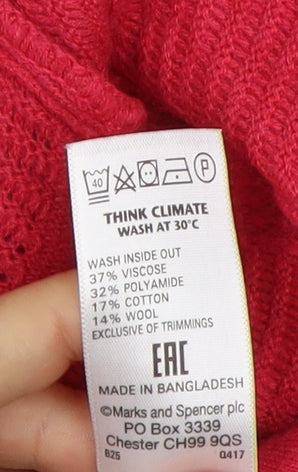 40 P
THINK CLIMATE
WASH AT 30°C
WASH INSIDE OUT
37% VISCOSE
32% POLYAMIDE
17% COTTON
14% WOOL
EXCLUSIVE OF TRIMMINGS
EAC
MADE IN BANGLADESH
©Marks and Spencer plc
PO Box 3339
Chester CH99 9QS
B25 Q417